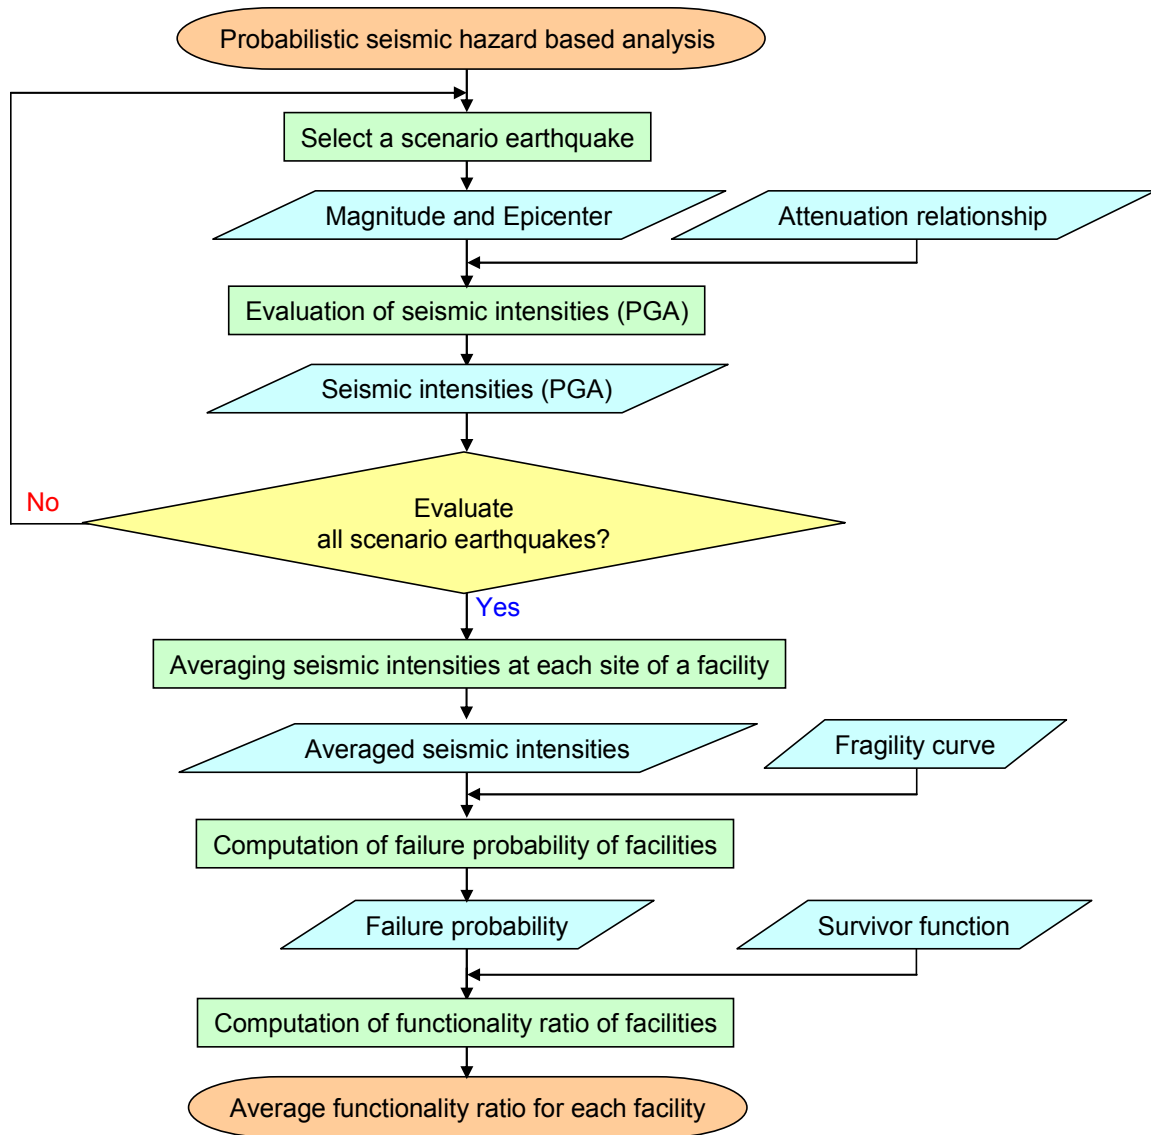 Probabilistic seismic hazard based analysis
Select a scenario earthquake
Magnitude and Epicenter
Attenuation relationship
Evaluation of seismic intensities (PGA)
Seismic intensities (PGA)
No
Evaluate
all scenario earthquakes?
Yes
Averaging seismic intensities at each site of a facility
Averaged seismic intensities
Fragility curve
Computation of failure probability of facilities
Failure probability
Survivor function
Computation of functionality ratio of facilities
Average functionality ratio for each facility